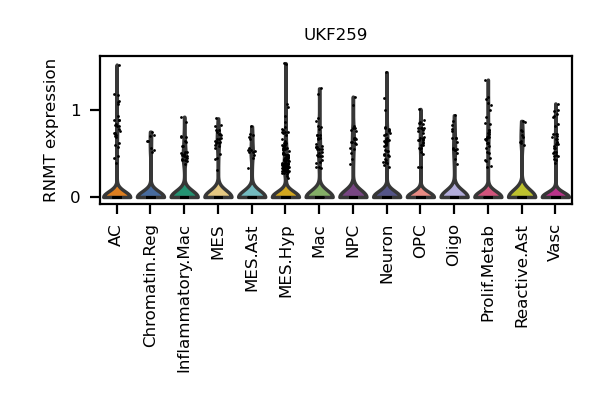 UKF259
RNMT expression
1
0
AC
Chromatin.Reg
Inflammatory.Mac
MES
MES.Ast
MES.Hyp
Mac
NPC
Neuron
OPC
Oligo
Prolif.Metab
Reactive.Ast
Vasc